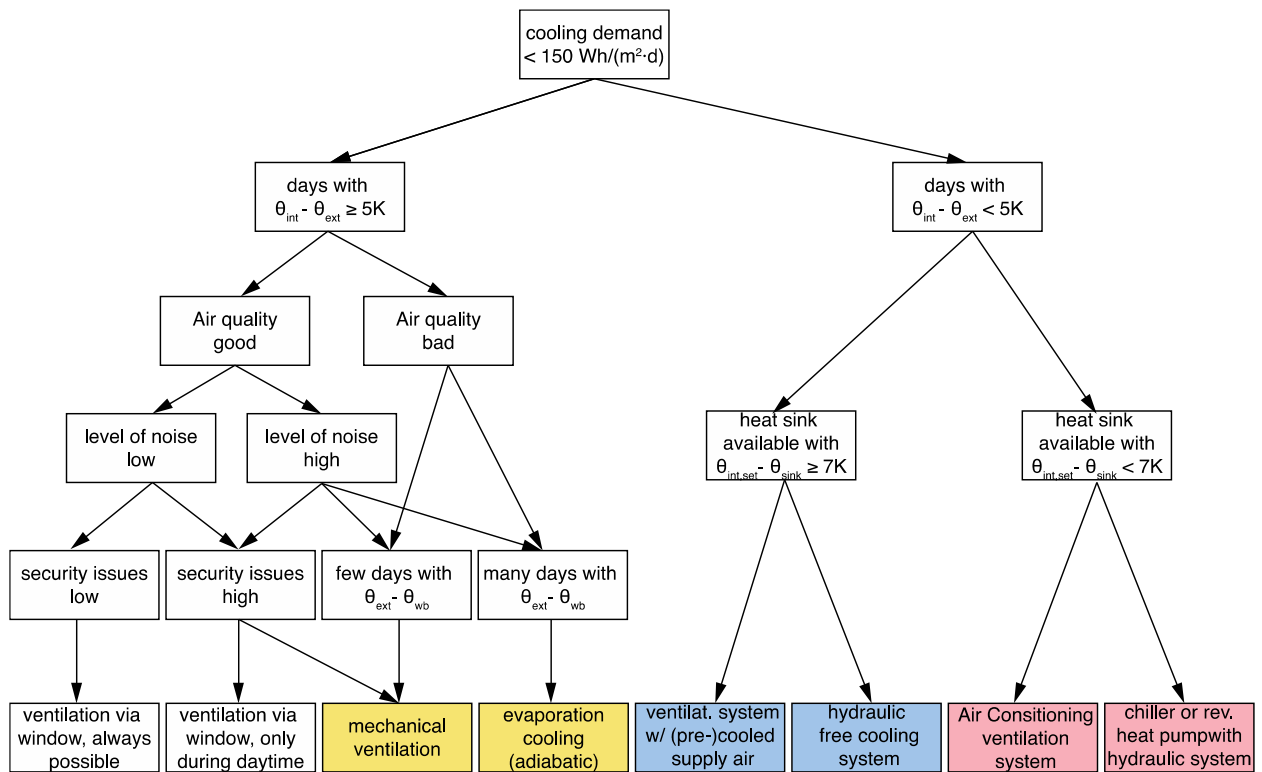 cooling demand
< 150 Wh/(m²·d)
days with
θint - θext ≥ 5K
days with
θint - θext < 5K
Air quality
good
Air quality
bad
level of noise
low
level of noise
high
heat sink
available with
θint,set - θsink ≥ 7K
heat sink
available with
θint,set - θsink < 7K
security issues
low
security issues
high
few days with
θext - θwb
many days with
θext - θwb
ventilation via
window, always
possible
ventilation via
window, only
during daytime
mechanical
ventilation
evaporation
cooling
(adiabatic)
ventilat. system
w/ (pre-)cooled
supply air
hydraulic
free cooling
system
Air Consitioning
ventilation
system
chiller or rev.
heat pumpwith
hydraulic system